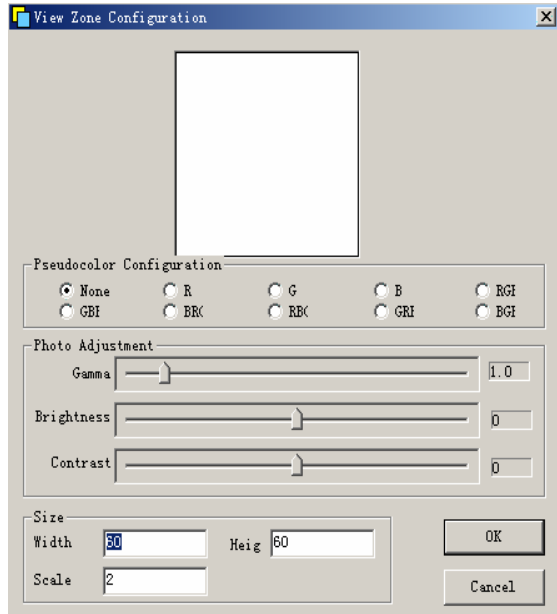 View Zone Configuration
Pseudocolor Configuration
None R G B RGI
GBI BR( RB( GRI BGI
Photo Adjustment
Gamma 1.0
Brightness 0
Contrast 0
Size
Width 60 Heig 60
OK
Scale 2
Cancel